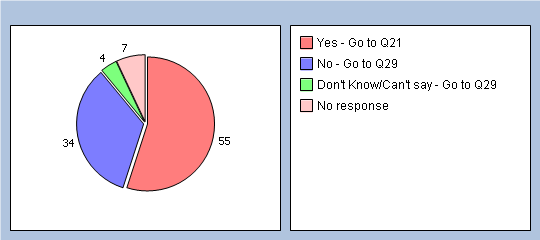 7
4
34
55
Yes - Go to Q21
No - Go to Q29
Don't Know/Can't say - Go to Q29
No response